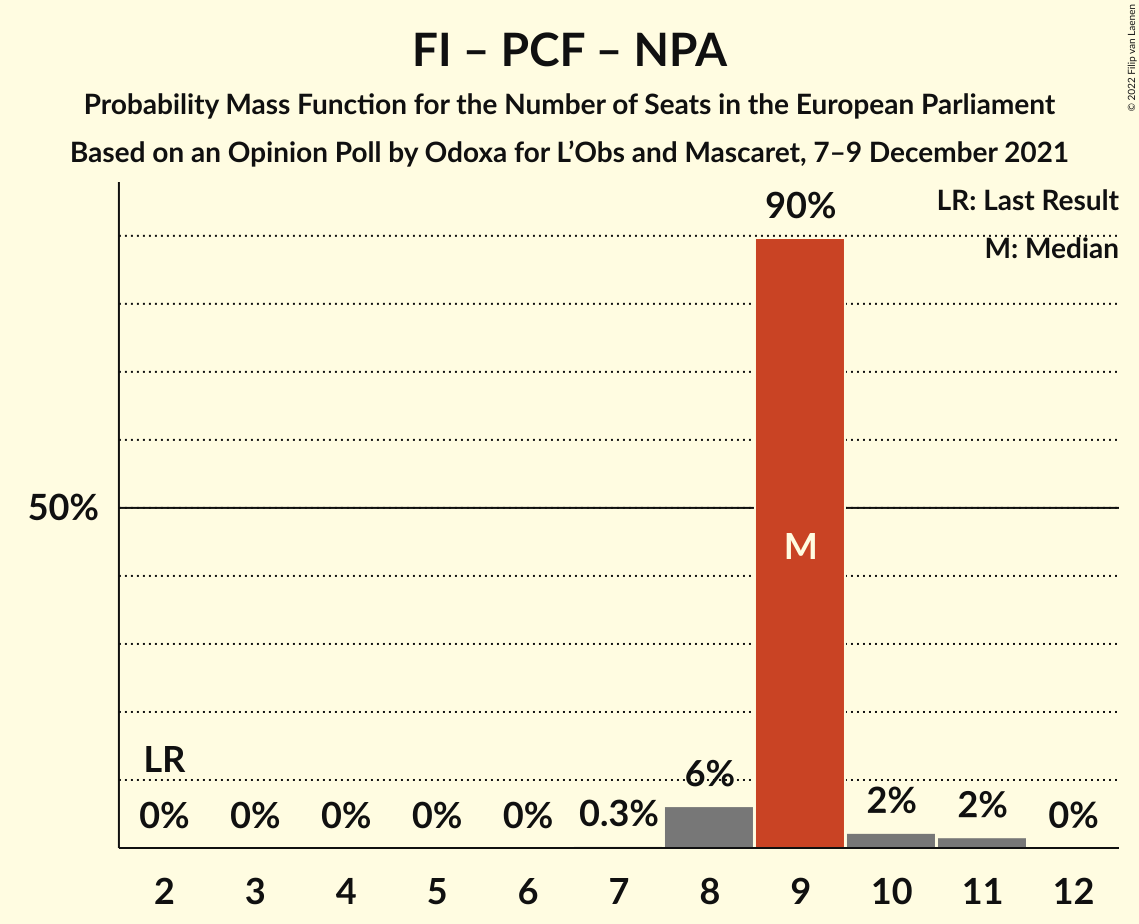 FI – PCF – NPA
Probability Mass Function for the Number of Seats in the European Parliament
Based on an Opinion Poll by Odoxa for L’Obs and Mascaret, 7–9 December 2021
© 2022 Filip van Laenen
LR: Last Result
M: Median
90%
50%
M
LR
0%
0%
0%
0%
0%
0.3%
6%
2%
2%
0%
2 3 4 5 6 7 8 9 10 11 12